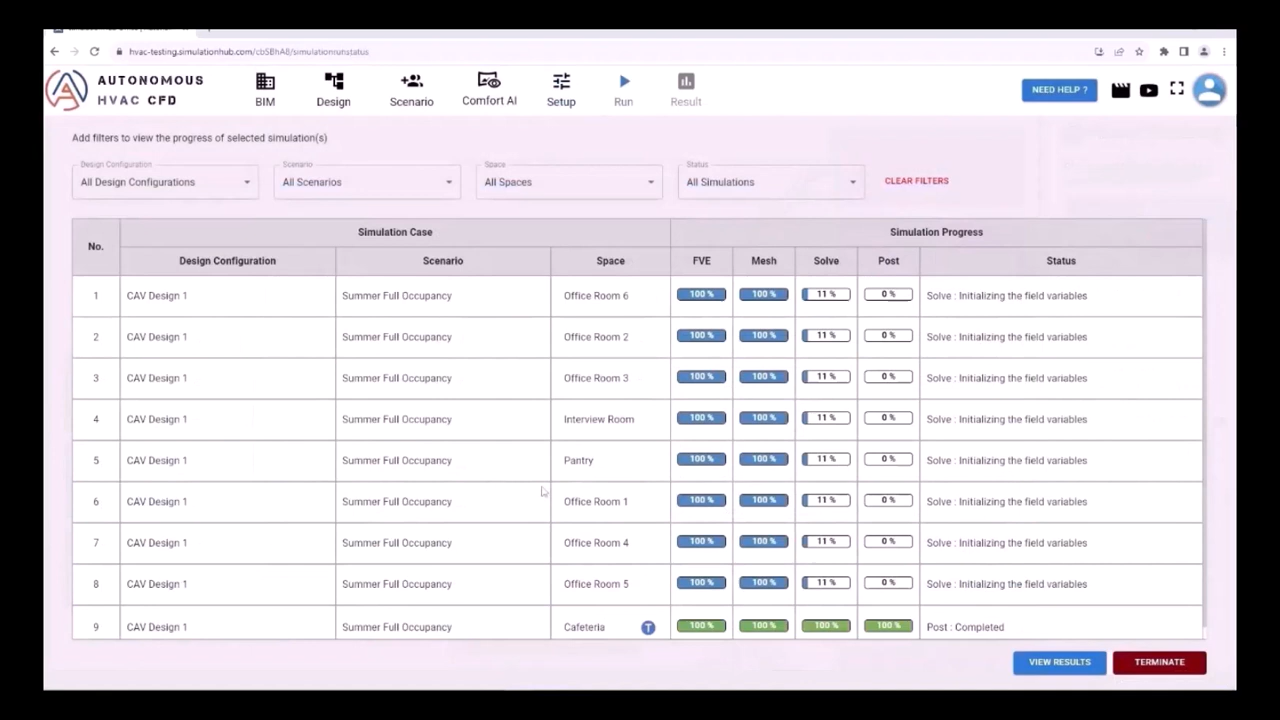 hvac-testing.simulationhub.com/cb5BhA8/simulationrunstatus
AUTONOMOUS
HVAC CFD
BIM Design Scenario Comfort AI Setup Run Result
NEED HELP ?
Add filters to view the progress of selected simulation(s)
Design Configuration Scenario Space Status
All Design Configurations All Scenarios All Spaces All Simulations CLEAR FILTERS
No. Simulation Case Simulation Progress
Design Configuration Scenario Space FVE Mesh Solve Post Status
1 CAV Design 1 Summer Full Occupancy Office Room 6 100 % 100 % 11 % 0 % Solve : Initializing the field variables
2 CAV Design 1 Summer Full Occupancy Office Room 2 100 % 100 % 11 % 0 % Solve : Initializing the field variables
3 CAV Design 1 Summer Full Occupancy Office Room 3 100 % 100 % 11 % 0 % Solve : Initializing the field variables
4 CAV Design 1 Summer Full Occupancy Interview Room 100 % 100 % 11 % 0 % Solve : Initializing the field variables
5 CAV Design 1 Summer Full Occupancy Pantry 100 % 100 % 11 % 0 % Solve : Initializing the field variables
6 CAV Design 1 Summer Full Occupancy Office Room 1 100 % 100 % 11 % 0 % Solve : Initializing the field variables
7 CAV Design 1 Summer Full Occupancy Office Room 4 100 % 100 % 11 % 0 % Solve : Initializing the field variables
8 CAV Design 1 Summer Full Occupancy Office Room 5 100 % 100 % 11 % 0 % Solve : Initializing the field variables
9 CAV Design 1 Summer Full Occupancy Cafeteria T 100 % 100 % 100 % 100 % Post : Completed
VIEW RESULTS TERMINATE